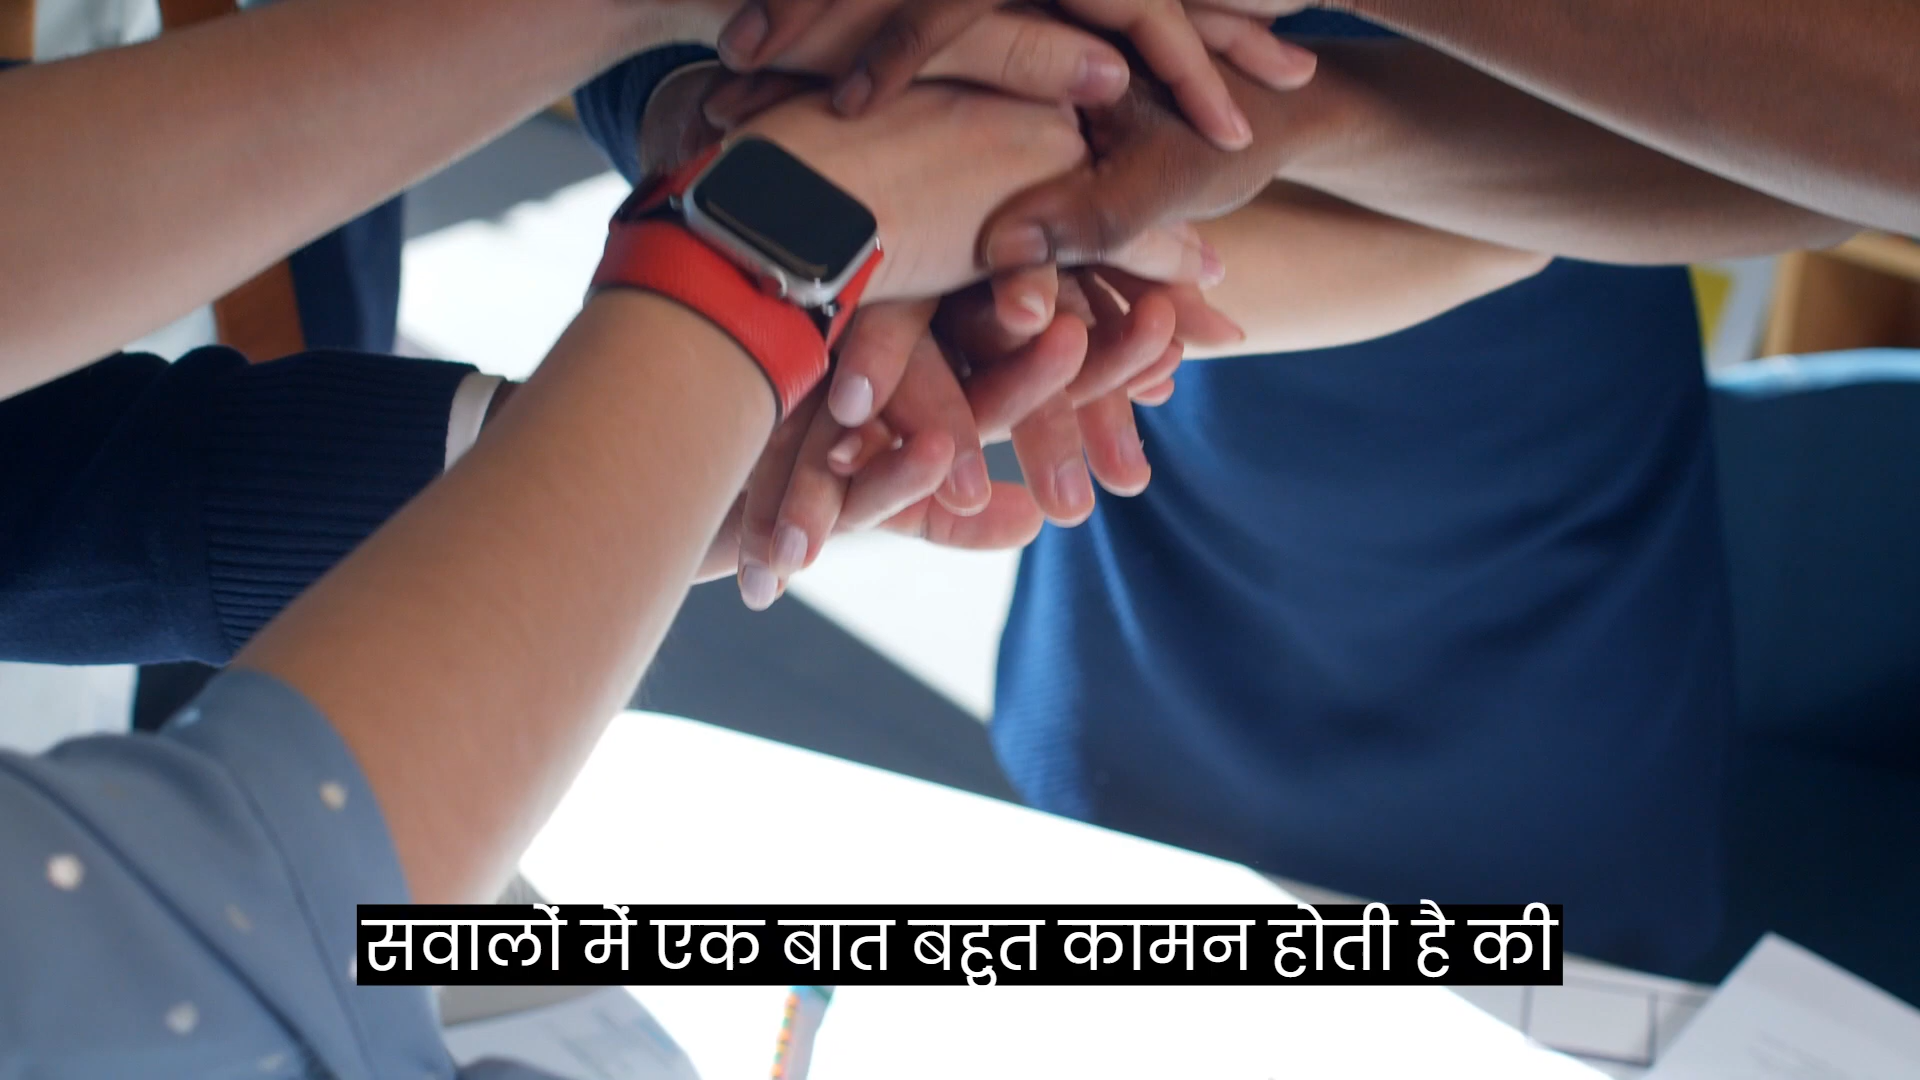 सवालों में एक बात बहुत कामन होती है की